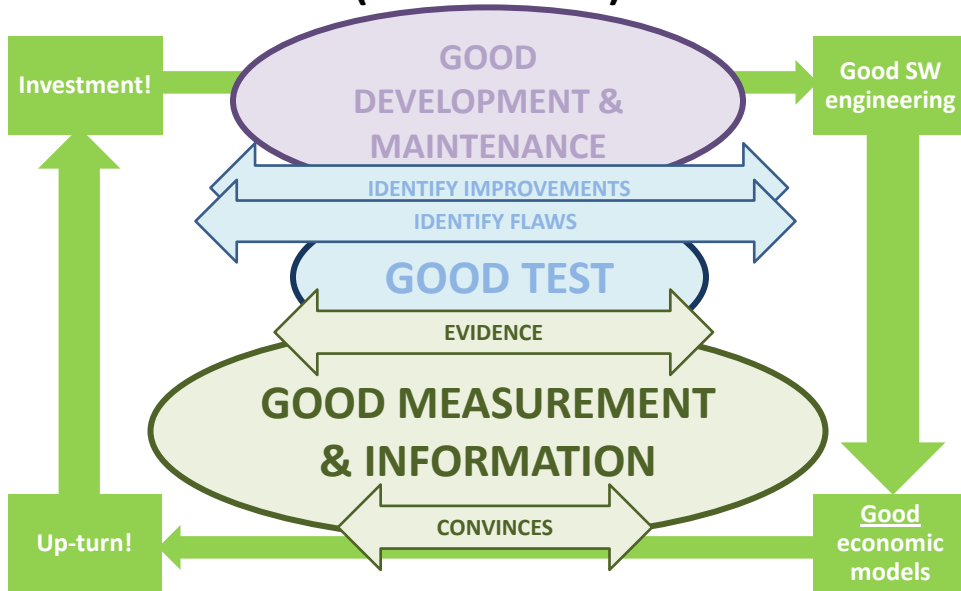 Investment!
GOOD
DEVELOPMENT &
MAINTENANCE
Good SW
engineering
IDENTIFY IMPROVEMENTS
IDENTIFY FLAWS
GOOD TEST
EVIDENCE
GOOD MEASUREMENT
& INFORMATION
CONVINCES
Up-turn!
Good
economic
models